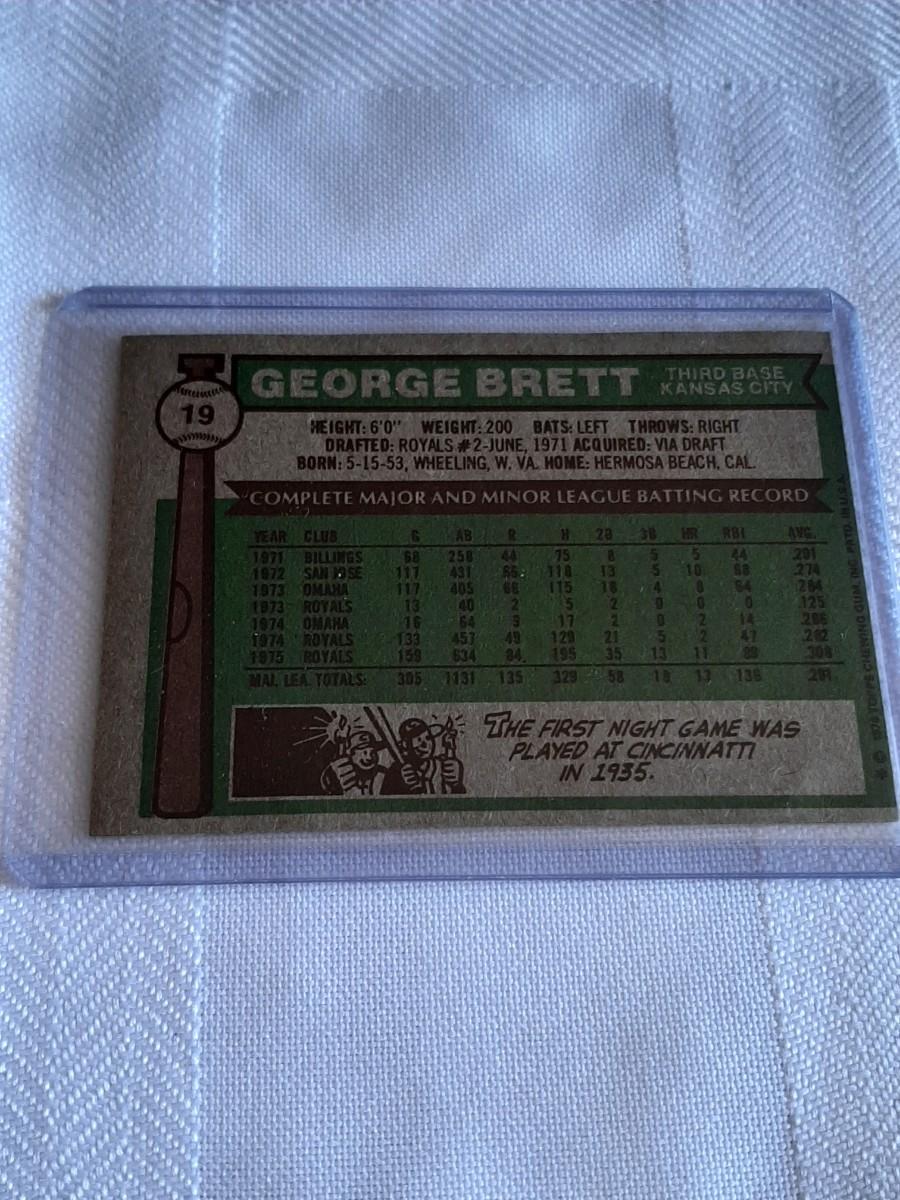 19
GEORGE BRETT
THIRD BASE
KANSAS CITY
HEIGHT: 6'0" WEIGHT: 200 BATS: LEFT THROWS: RIGHT
DRAFTED: ROYALS #2-JUNE, 1971 ACQUIRED: VIA DRAFT
BORN: 5-15-53, WHEELING, W. VA. HOME: HERMOSA BEACH, CAL.
COMPLETE MAJOR AND MINOR LEAGUE BATTING RECORD
YEAR CLUB G AB R H 2B 3B HR RBI AVG.
1971 BILLINGS 68 258 44 75 8 5 5 44 .291
1972 SAN JOSE 117 431 66 118 13 5 10 68 .274
1973 OMAHA 117 405 66 115 16 4 8 64 .284
1973 ROYALS 13 40 2 5 2 0 0 0 .125
1974 OMAHA 16 64 9 17 2 0 2 14 .266
1974 ROYALS 133 457 49 129 21 5 2 47 .282
1975 ROYALS 159 634 84 195 35 13 11 89 .308
MAJ. LEA. TOTALS: 305 1131 135 329 58 18 13 136 .291
THE FIRST NIGHT GAME WAS
PLAYED AT CINCINNATTI
IN 1935.
* © 1976 TOPPS CHEWING GUM, INC. PRTD. IN U.S.A.